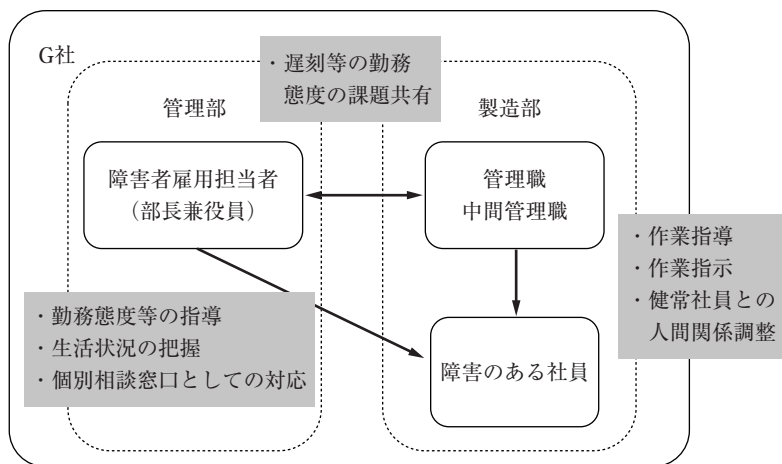 G社
・遅刻等の勤務
態度の課題共有
管理部
製造部
障害者雇用担当者
（部長兼役員）
管理職
中間管理職
・作業指導
・作業指示
・健常社員との
人間関係調整
・勤務態度等の指導
・生活状況の把握
・個別相談窓口としての対応
障害のある社員